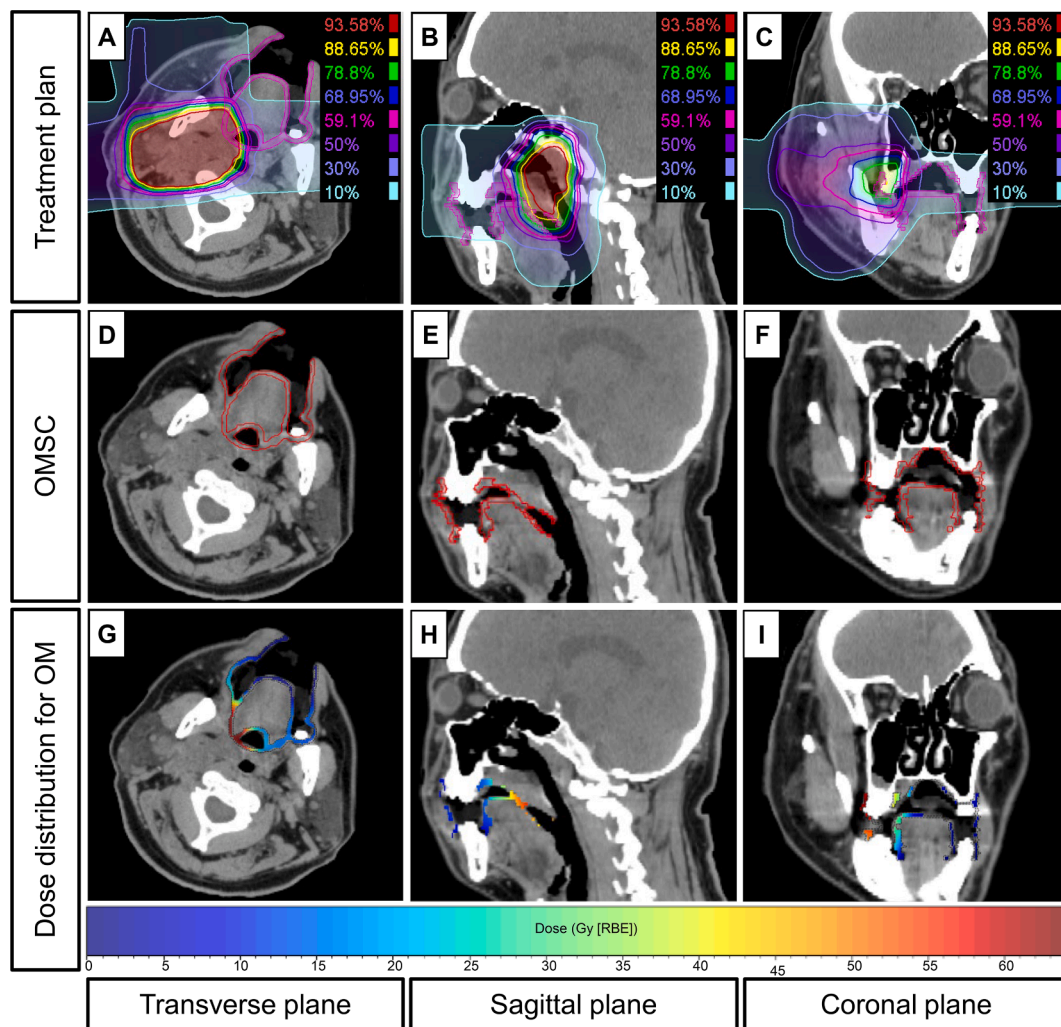 Treatment plan
A
93.58%
88.65%
78.8%
68.95%
59.1%
50%
30%
10%
B
93.58%
88.65%
78.8%
68.95%
59.1%
50%
30%
10%
C
93.58%
88.65%
78.8%
68.95%
59.1%
50%
30%
10%
OMSC
D
E
F
Dose distribution for OM
G
H
I
Dose (Gy [RBE])
0 5 10 15 20 25 30 35 40 45 50 55 60
Transverse plane
Sagittal plane
Coronal plane